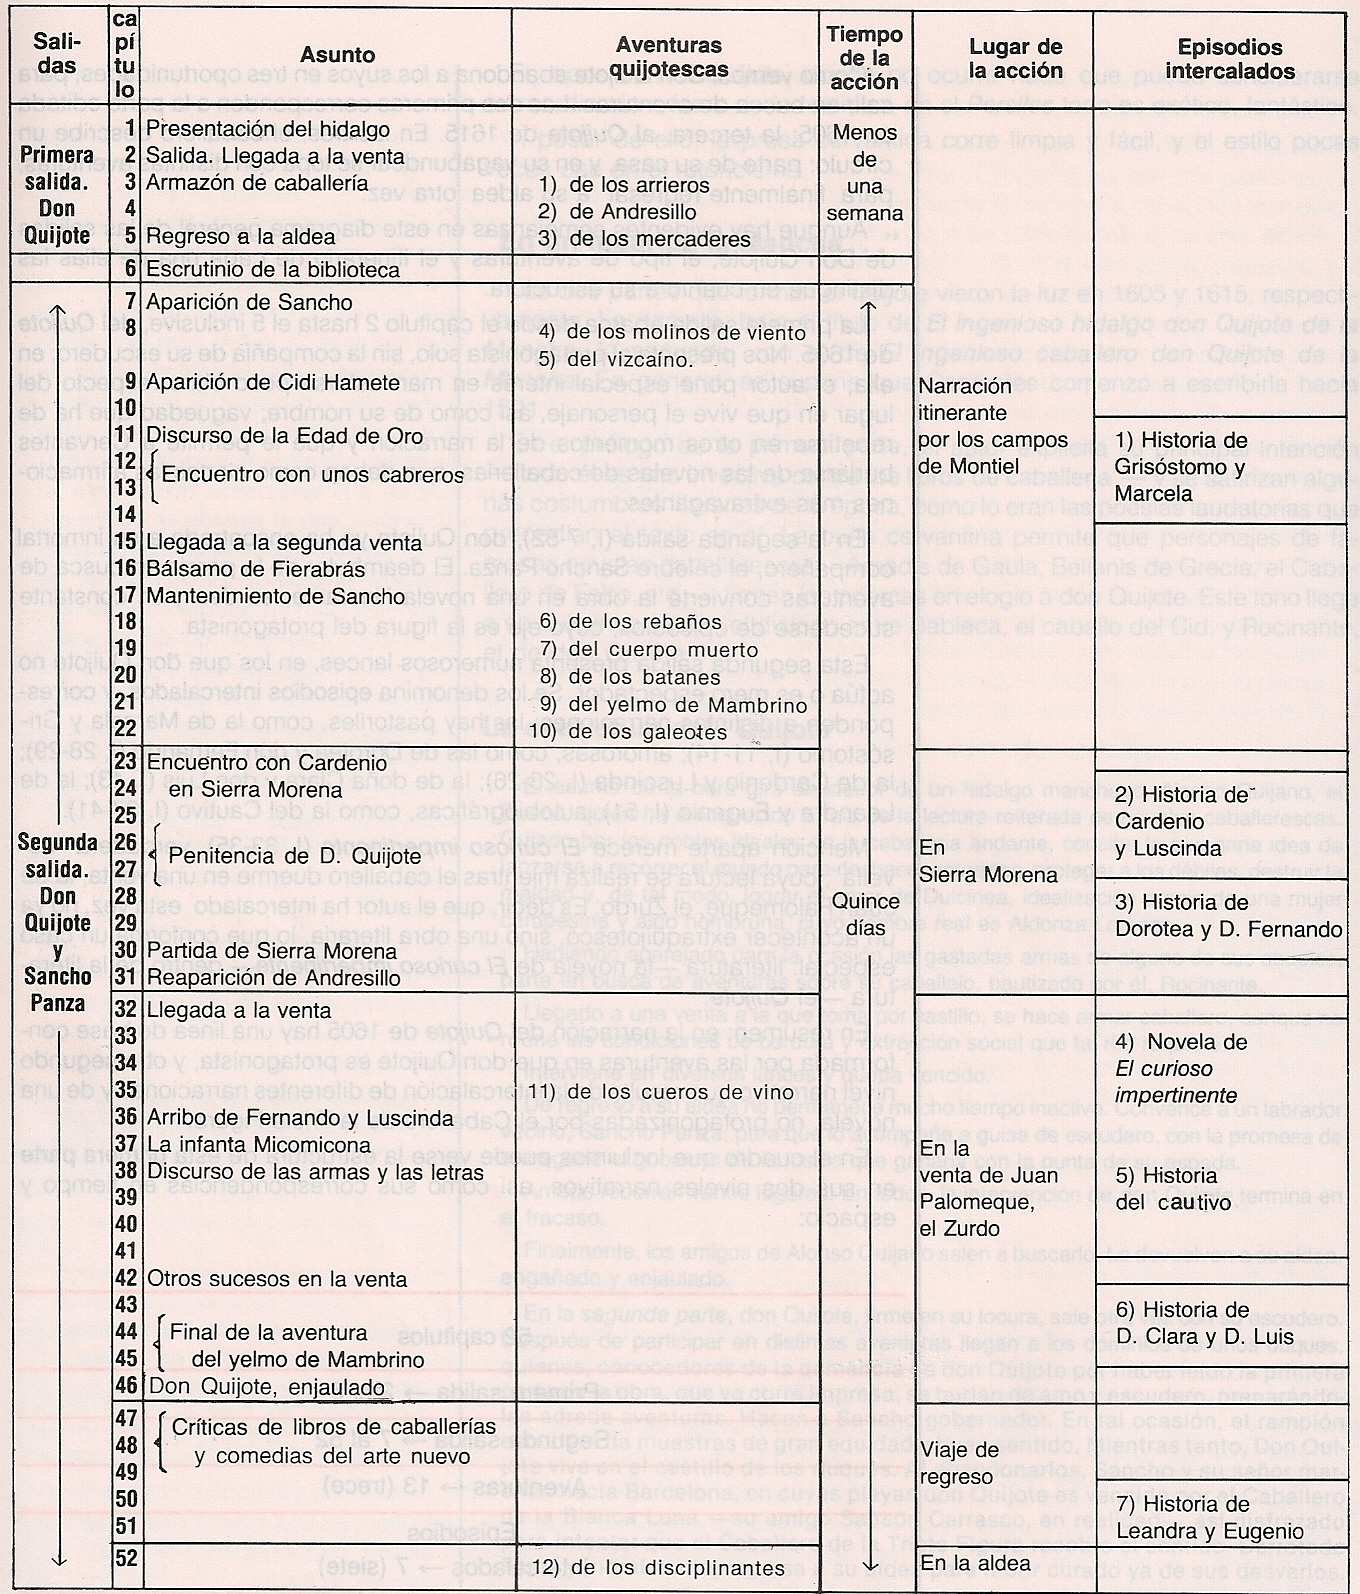 Sali-
das
ca
pí
tu
lo
Asunto
Aventuras
quijotescas
Tiempo
de la
acción
Lugar de
la acción
Episodios
intercalados
Primera
salida.
Don
Quijote
1 Presentación del hidalgo
2 Salida. Llegada a la venta
3 Armazón de caballería
4
5 Regreso a la aldea
6 Escrutinio de la biblioteca
1) de los arrieros
2) de Andresillo
3) de los mercaderes
Menos
de
una
semana
Segunda
salida.
Don
Quijote
y
Sancho
Panza
7 Aparición de Sancho
8
9 Aparición de Cidi Hamete
10
11 Discurso de la Edad de Oro
12
Encuentro con unos cabreros
13
14
15 Llegada a la segunda venta
16 Bálsamo de Fierabrás
17 Mantenimiento de Sancho
18
19
20
21
22
23 Encuentro con Cardenio
24 en Sierra Morena
25
26
Penitencia de D. Quijote
27
28
29
30 Partida de Sierra Morena
31 Reaparición de Andresillo
32 Llegada a la venta
33
34
35
36 Arribo de Fernando y Luscinda
37 La infanta Micomicona
38 Discurso de las armas y las letras
39
40
41
42 Otros sucesos en la venta
43
44 Final de la aventura
45 del yelmo de Mambrino
46 Don Quijote, enjaulado
47 Críticas de libros de caballerías
48 y comedias del arte nuevo
49
50
51
52
4) de los molinos de viento
5) del vizcaíno.
6) de los rebaños
7) del cuerpo muerto
8) de los batanes
9) del yelmo de Mambrino
10) de los galeotes
11) de los cueros de vino
12) de los disciplinantes
Quince
días
Narración
itinerante
por los campos
de Montiel
En
Sierra Morena
En la
venta de Juan
Palomeque,
el Zurdo
Viaje de
regreso
En la aldea
1) Historia de
Grisóstomo y
Marcela
2) Historia de
Cardenio
y Luscinda
3) Historia de
Dorotea y D. Fernando
4) Novela de
El curioso
impertinente
5) Historia
del cautivo
6) Historia de
D. Clara y D. Luis
7) Historia de
Leandra y Eugenio